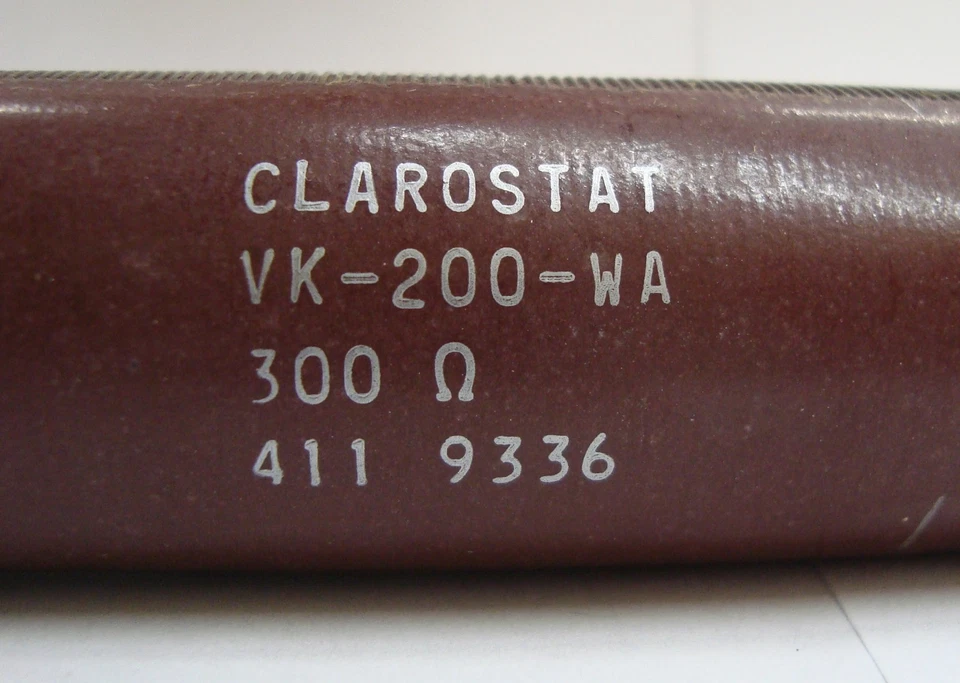 CLAROSTAT
VK-200-WA
300 Ω
411 9336